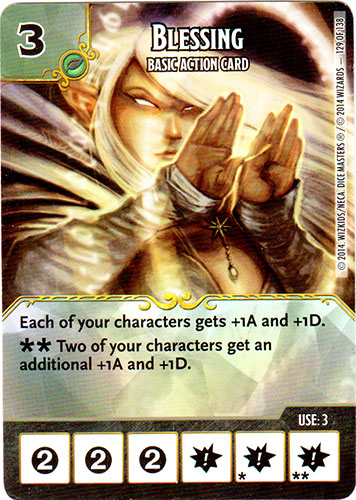 3
BLESSING
BASIC ACTION CARD
© 2014 WIZKIDS/NECA. DICE MASTERS ® / © 2014 WIZARDS — 129 OF 138
Each of your characters gets +1A and +1D.
** Two of your characters get an
additional +1A and +1D.
USE: 3
2 2 2 ! ! * ! **